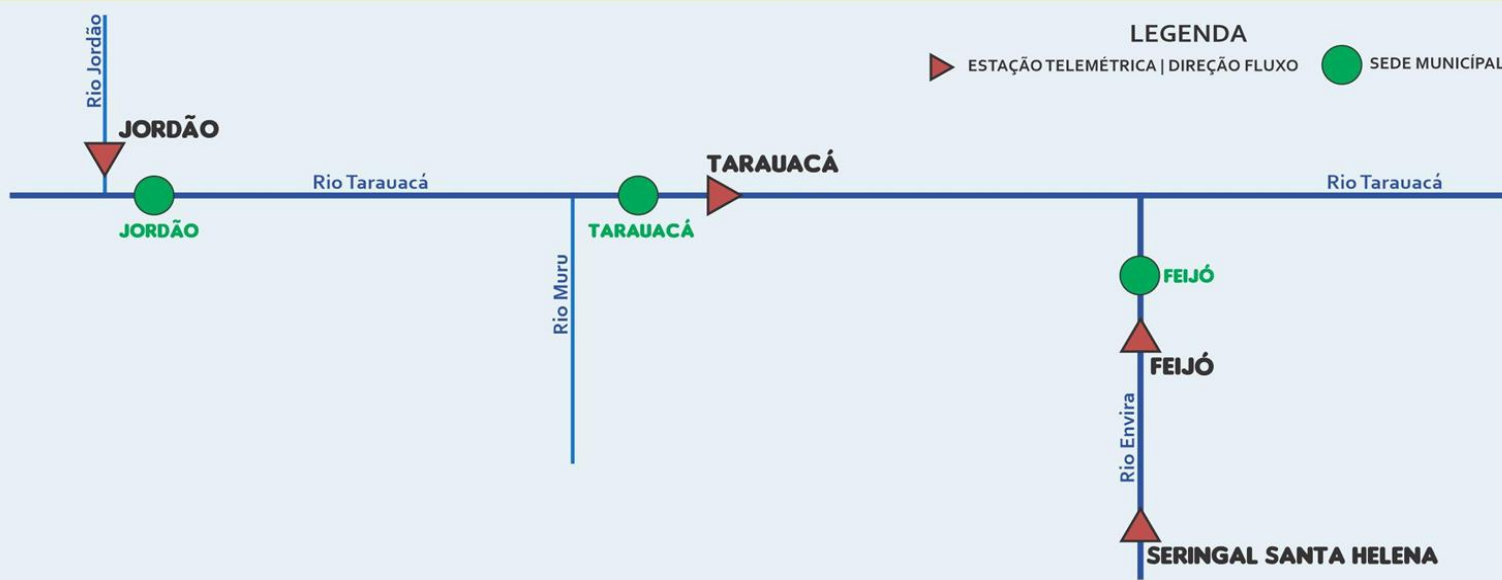 LEGENDA
ESTAÇÃO TELEMÉTRICA | DIREÇÃO FLUXO
SEDE MUNICÍPAL
Rio Jordão
JORDÃO
Rio Tarauacá
TARAUACÁ
Rio Tarauacá
JORDÃO
TARAUACÁ
Rio Muru
FEIJÓ
FEIJÓ
Rio Envira
SERINGAL SANTA HELENA